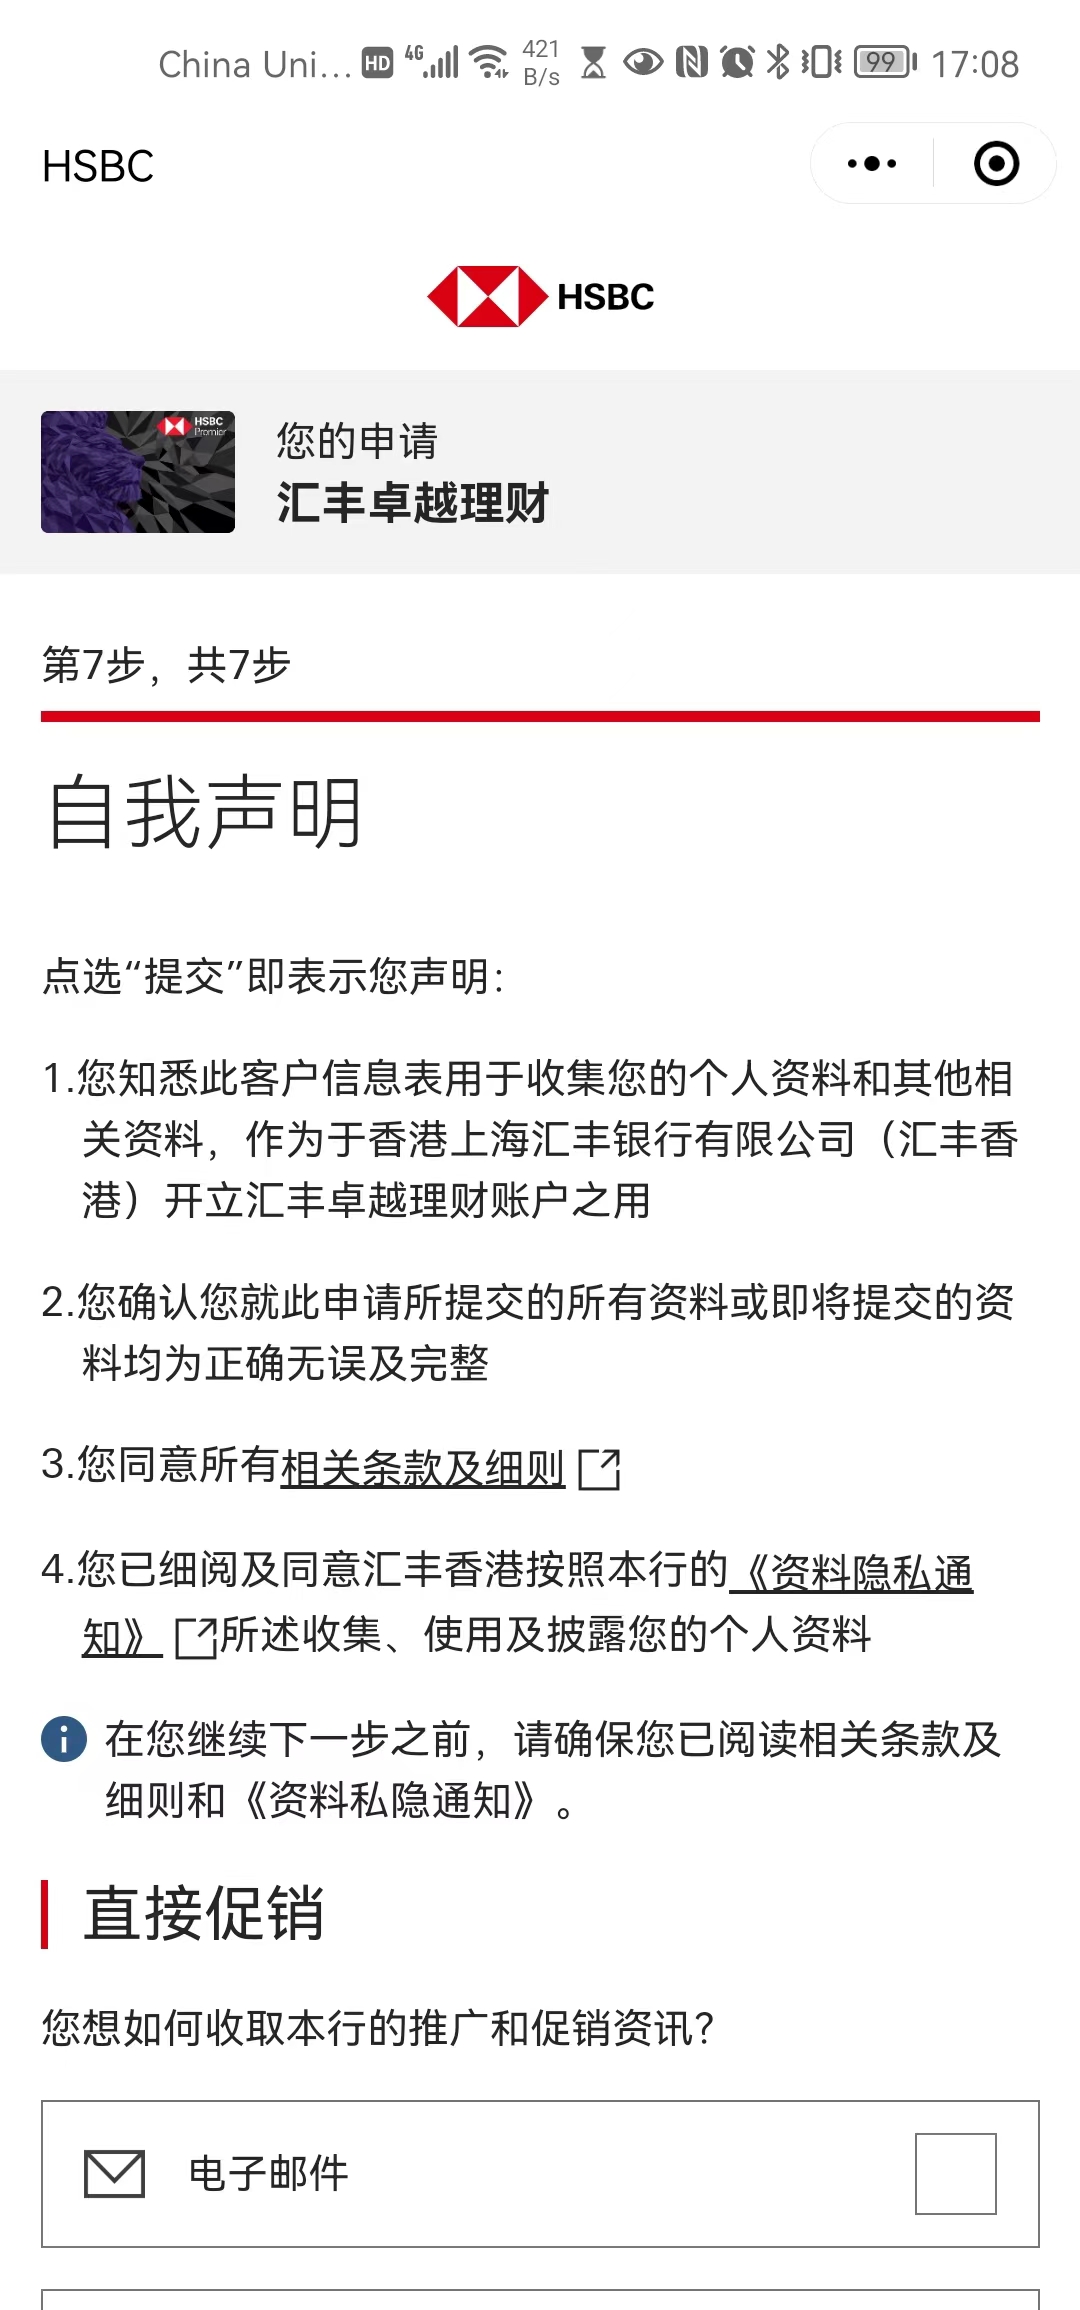 China Uni... HD 4G 421 B/s 99 17:08
HSBC
HSBC
HSBC
Premier
您的申请
汇丰卓越理财
第7步，共7步
自我声明
点选“提交”即表示您声明：
1.您知悉此客户信息表用于收集您的个人资料和其他相
关资料，作为于香港上海汇丰银行有限公司（汇丰香
港）开立汇丰卓越理财账户之用
2.您确认您就此申请所提交的所有资料或即将提交的资
料均为正确无误及完整
3.您同意所有相关条款及细则
4.您已细阅及同意汇丰香港按照本行的《资料隐私通
知》所述收集、使用及披露您的个人资料
在您继续下一步之前，请确保您已阅读相关条款及
细则和《资料私隐通知》。
直接促销
您想如何收取本行的推广和促销资讯？
电子邮件